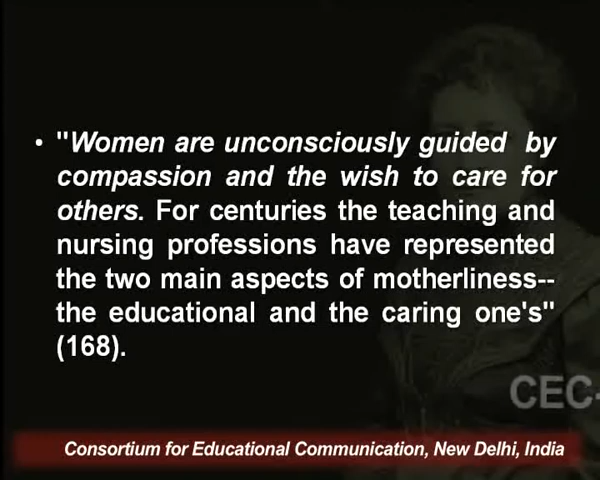 • "Women are unconsciously guided by
compassion and the wish to care for
others. For centuries the teaching and
nursing professions have represented
the two main aspects of motherliness--
the educational and the caring one's"
(168).
CEC-
Consortium for Educational Communication, New Delhi, India